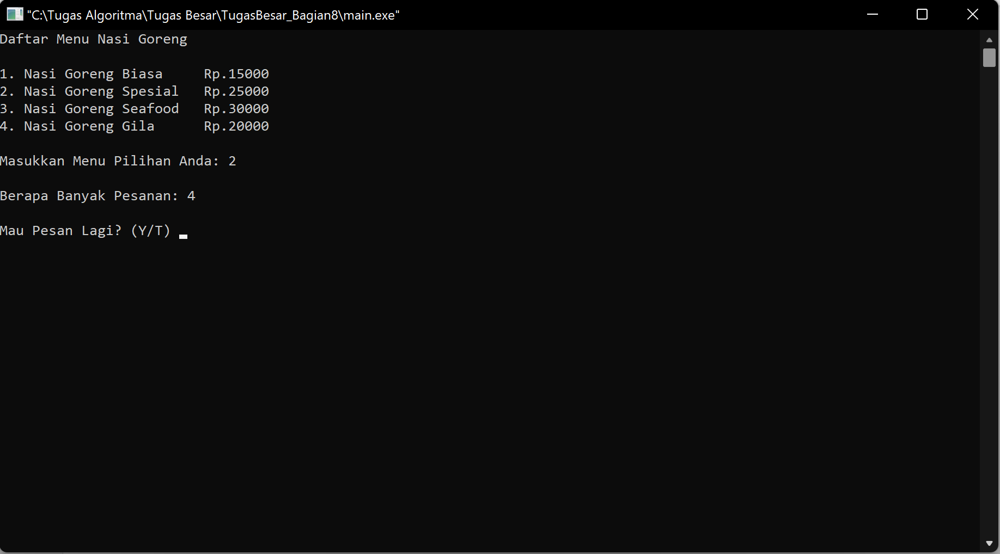 "C:\Tugas Algoritma\Tugas Besar\TugasBesar_Bagian8\main.exe"
Daftar Menu Nasi Goreng
1. Nasi Goreng Biasa     Rp.15000
2. Nasi Goreng Spesial   Rp.25000
3. Nasi Goreng Seafood   Rp.30000
4. Nasi Goreng Gila      Rp.20000
Masukkan Menu Pilihan Anda: 2
Berapa Banyak Pesanan: 4
Mau Pesan Lagi? (Y/T)